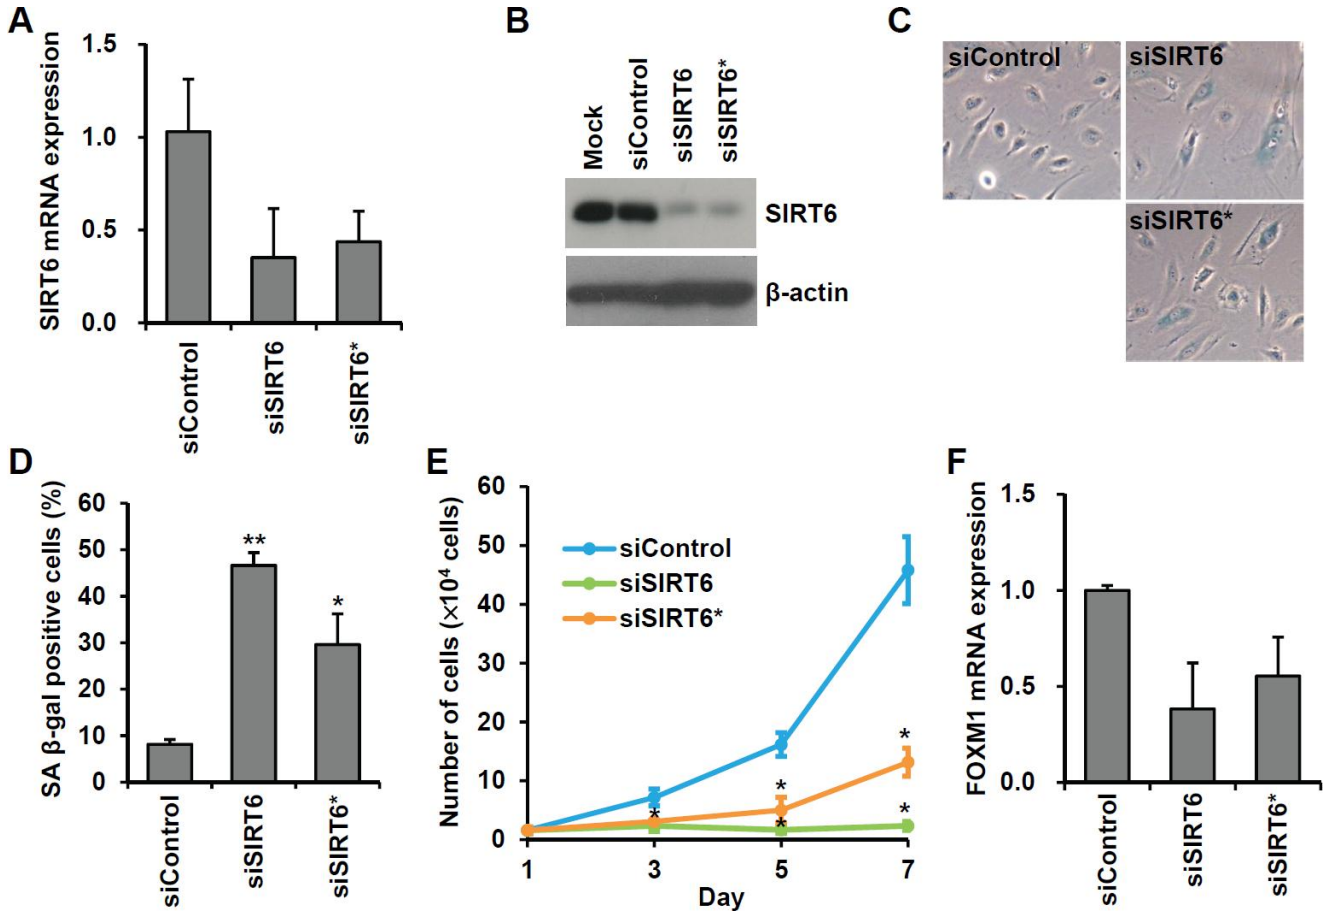 A
SIRT6 mRNA expression
1.5
1.0
0.5
0.0
siControl
siSIRT6
siSIRT6*
B
Mock
siControl
siSIRT6
siSIRT6*
SIRT6
β-actin
C
siControl
siSIRT6
siSIRT6*
D
SA β-gal positive cells (%)
60
50
40
30
20
10
0
**
*
siControl
siSIRT6
siSIRT6*
E
Number of cells (×10⁴ cells)
60
50
40
30
20
10
0
siControl
siSIRT6
siSIRT6*
*
*
*
*
*
1
3
5
7
Day
F
FOXM1 mRNA expression
1.5
1.0
0.5
0.0
siControl
siSIRT6
siSIRT6*